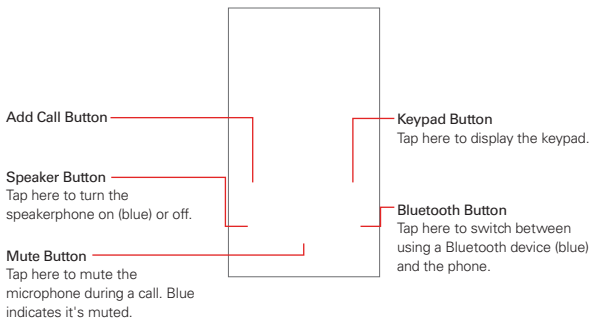 Add Call Button
Speaker Button
Tap here to turn the
speakerphone on (blue) or off.
Mute Button
Tap here to mute the
microphone during a call. Blue
indicates it's muted.
Keypad Button
Tap here to display the keypad.
Bluetooth Button
Tap here to switch between
using a Bluetooth device (blue)
and the phone.